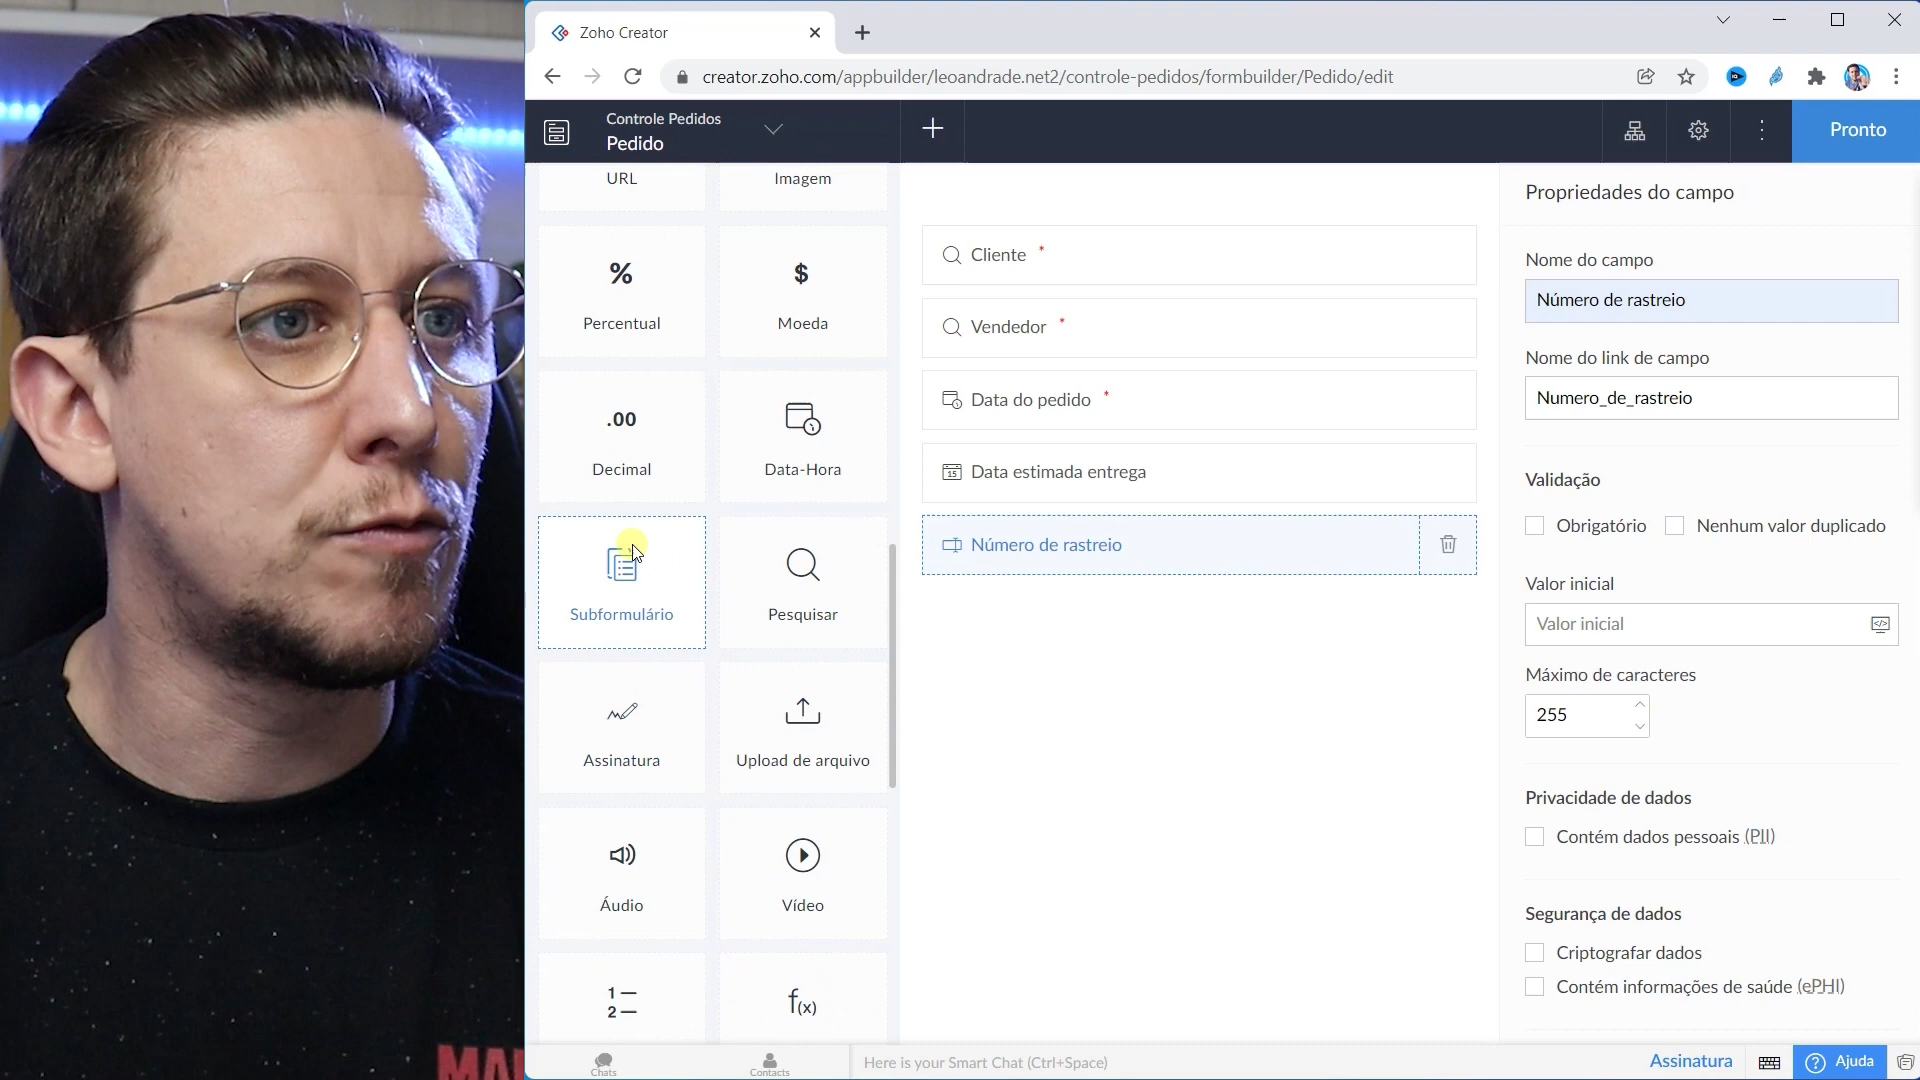 Zoho Creator
creator.zoho.com/appbuilder/leoandrade.net2/controle-pedidos/formbuilder/Pedido/edit
Controle Pedidos
Pedido
Pronto
URL
Imagem
%
Percentual
$
Moeda
.00
Decimal
Data-Hora
Subformulário
Pesquisar
Assinatura
Upload de arquivo
Áudio
Vídeo
1
2
f(x)
Cliente *
Vendedor *
Data do pedido *
15 Data estimada entrega
Número de rastreio
Propriedades do campo
Nome do campo
Número de rastreio
Nome do link de campo
Numero_de_rastreio
Validação
Obrigatório
Nenhum valor duplicado
Valor inicial
Valor inicial
Máximo de caracteres
255
Privacidade de dados
Contém dados pessoais (PII)
Segurança de dados
Criptografar dados
Contém informações de saúde (ePHI)
Chats
Contacts
Here is your Smart Chat (Ctrl+Space)
Assinatura
Ajuda